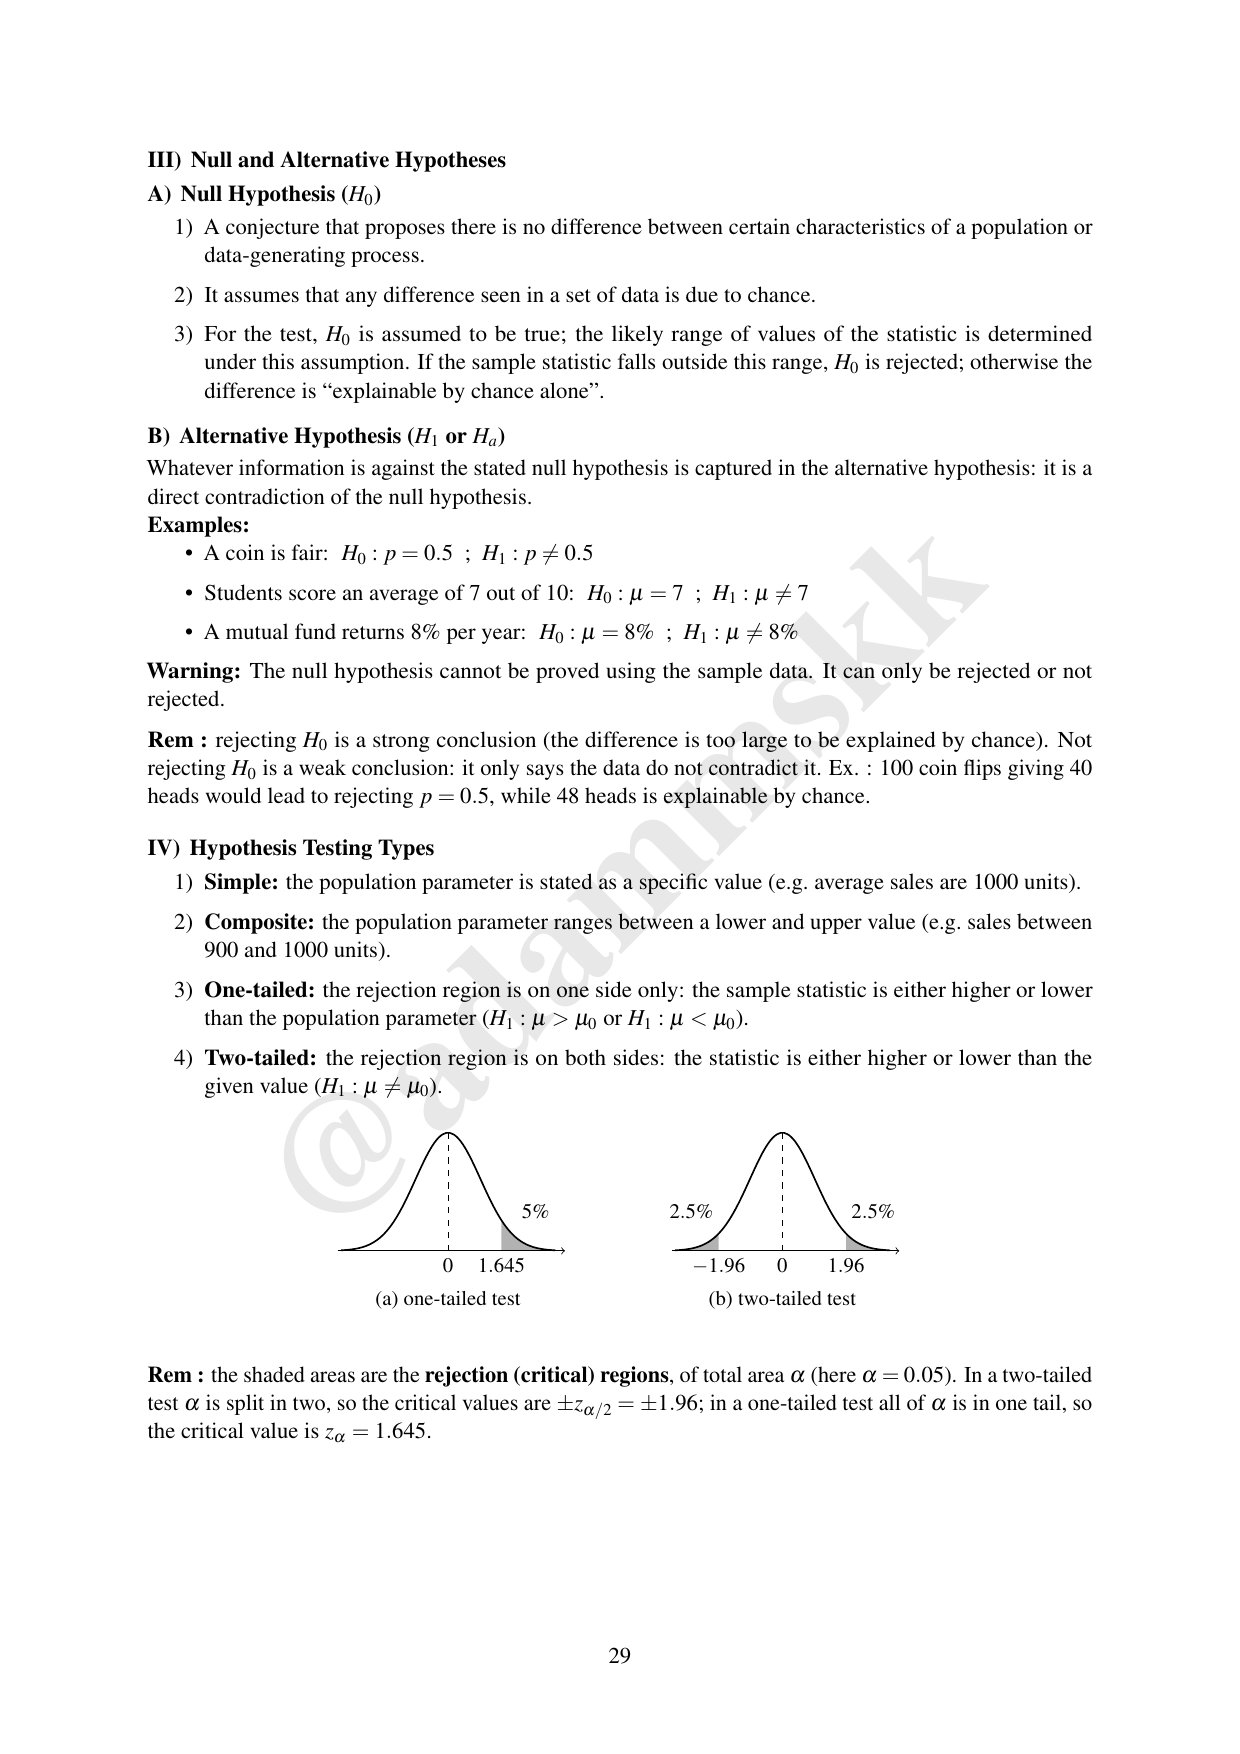 III) Null and Alternative Hypotheses
A) Null Hypothesis (H₀)
1) A conjecture that proposes there is no difference between certain characteristics of a population or
data-generating process.
2) It assumes that any difference seen in a set of data is due to chance.
3) For the test, H₀ is assumed to be true; the likely range of values of the statistic is determined
under this assumption. If the sample statistic falls outside this range, H₀ is rejected; otherwise the
difference is “explainable by chance alone”.
B) Alternative Hypothesis (H₁ or Hₐ)
Whatever information is against the stated null hypothesis is captured in the alternative hypothesis: it is a
direct contradiction of the null hypothesis.
Examples:
• A coin is fair: H₀ : p = 0.5 ; H₁ : p ≠ 0.5
• Students score an average of 7 out of 10: H₀ : μ = 7 ; H₁ : μ ≠ 7
• A mutual fund returns 8% per year: H₀ : μ = 8% ; H₁ : μ ≠ 8%
Warning: The null hypothesis cannot be proved using the sample data. It can only be rejected or not
rejected.
Rem : rejecting H₀ is a strong conclusion (the difference is too large to be explained by chance). Not
rejecting H₀ is a weak conclusion: it only says the data do not contradict it. Ex. : 100 coin flips giving 40
heads would lead to rejecting p = 0.5, while 48 heads is explainable by chance.
IV) Hypothesis Testing Types
1) Simple: the population parameter is stated as a specific value (e.g. average sales are 1000 units).
2) Composite: the population parameter ranges between a lower and upper value (e.g. sales between
900 and 1000 units).
3) One-tailed: the rejection region is on one side only: the sample statistic is either higher or lower
than the population parameter (H₁ : μ > μ₀ or H₁ : μ < μ₀).
4) Two-tailed: the rejection region is on both sides: the statistic is either higher or lower than the
given value (H₁ : μ ≠ μ₀).
5%
0 1.645
(a) one-tailed test
2.5% 2.5%
−1.96 0 1.96
(b) two-tailed test
Rem : the shaded areas are the rejection (critical) regions, of total area α (here α = 0.05). In a two-tailed
test α is split in two, so the critical values are ±z_{α/2} = ±1.96; in a one-tailed test all of α is in one tail, so
the critical value is z_α = 1.645.
29
@adammskk